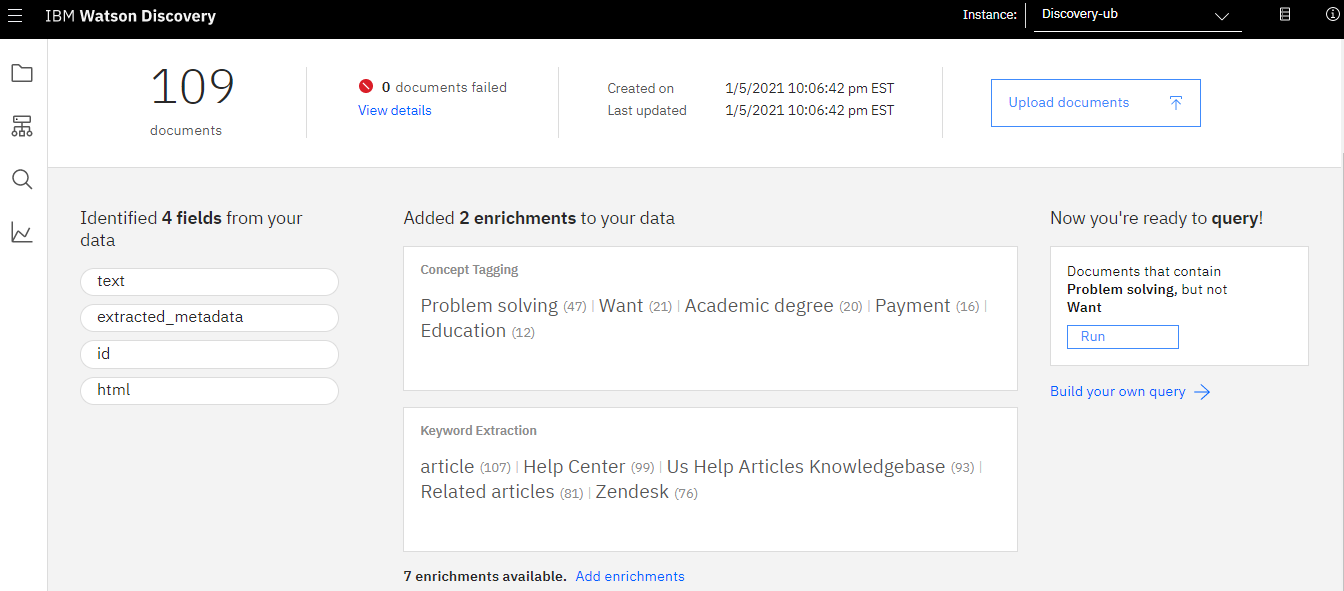 IBM Watson Discovery
Instance:
Discovery-ub
109
documents
0 documents failed
View details
Created on 1/5/2021 10:06:42 pm EST
Last updated 1/5/2021 10:06:42 pm EST
Upload documents
Identified 4 fields from your
data
text
extracted_metadata
id
html
Added 2 enrichments to your data
Concept Tagging
Problem solving (47) | Want (21) | Academic degree (20) | Payment (16) |
Education (12)
Keyword Extraction
article (107) | Help Center (99) | Us Help Articles Knowledgebase (93) |
Related articles (81) | Zendesk (76)
7 enrichments available. Add enrichments
Now you're ready to query!
Documents that contain
Problem solving, but not
Want
Run
Build your own query